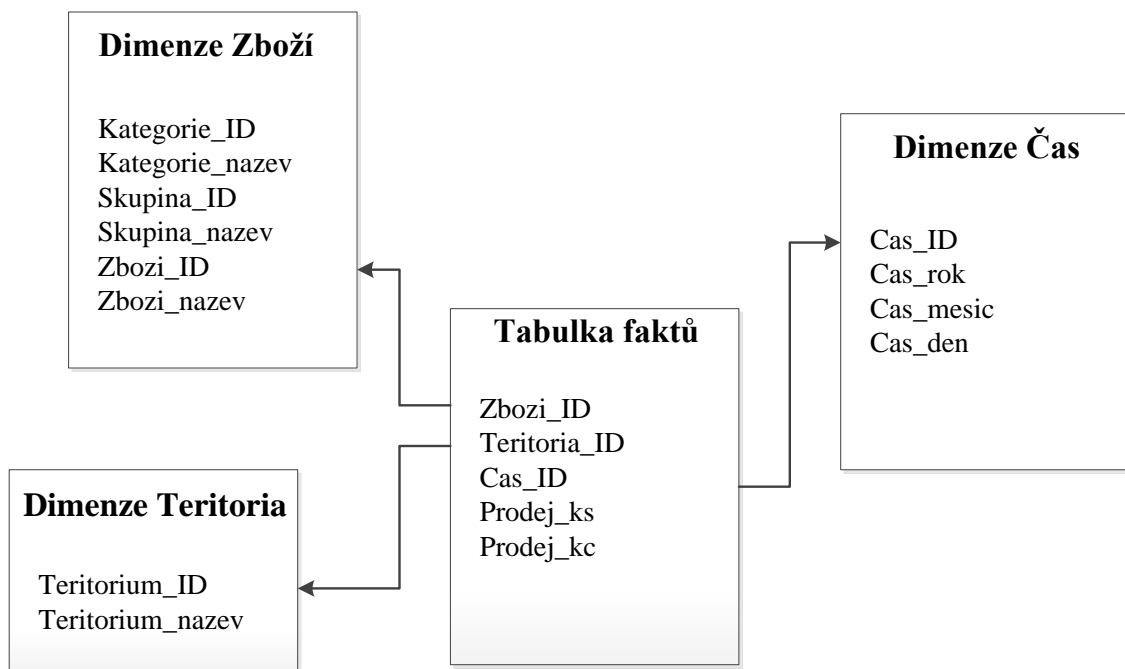 Dimenze Zboží
Kategorie_ID
Kategorie_nazev
Skupina_ID
Skupina_nazev
Zbozi_ID
Zbozi_nazev
Dimenze Čas
Cas_ID
Cas_rok
Cas_mesic
Cas_den
Tabulka faktů
Zbozi_ID
Teritoria_ID
Cas_ID
Prodej_ks
Prodej_kc
Dimenze Teritoria
Teritorium_ID
Teritorium_nazev